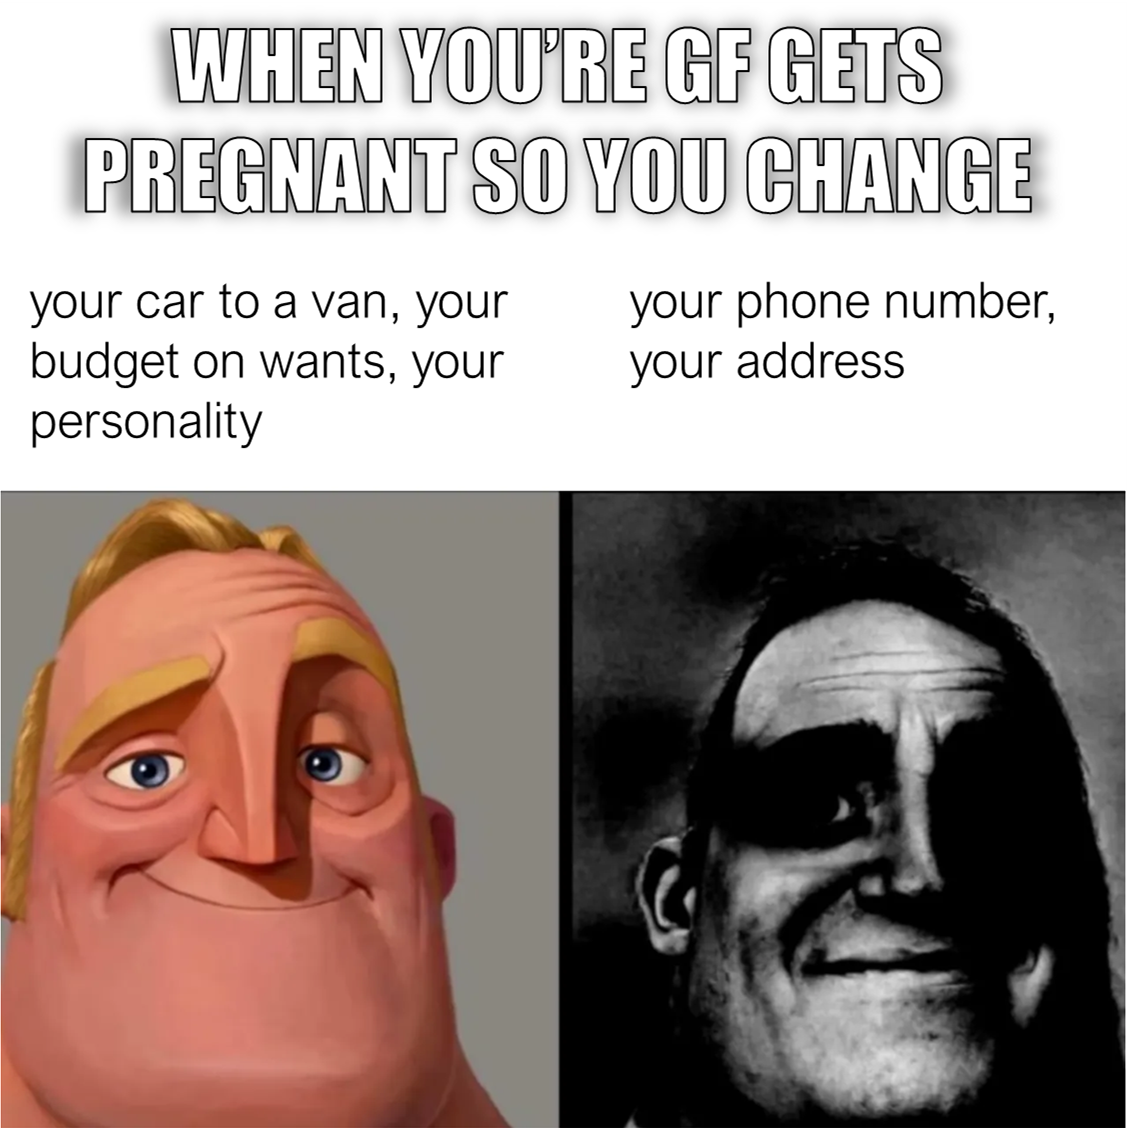 WHEN YOU’RE GF GETS
PREGNANT SO YOU CHANGE
your car to a van, your
budget on wants, your
personality
your phone number,
your address